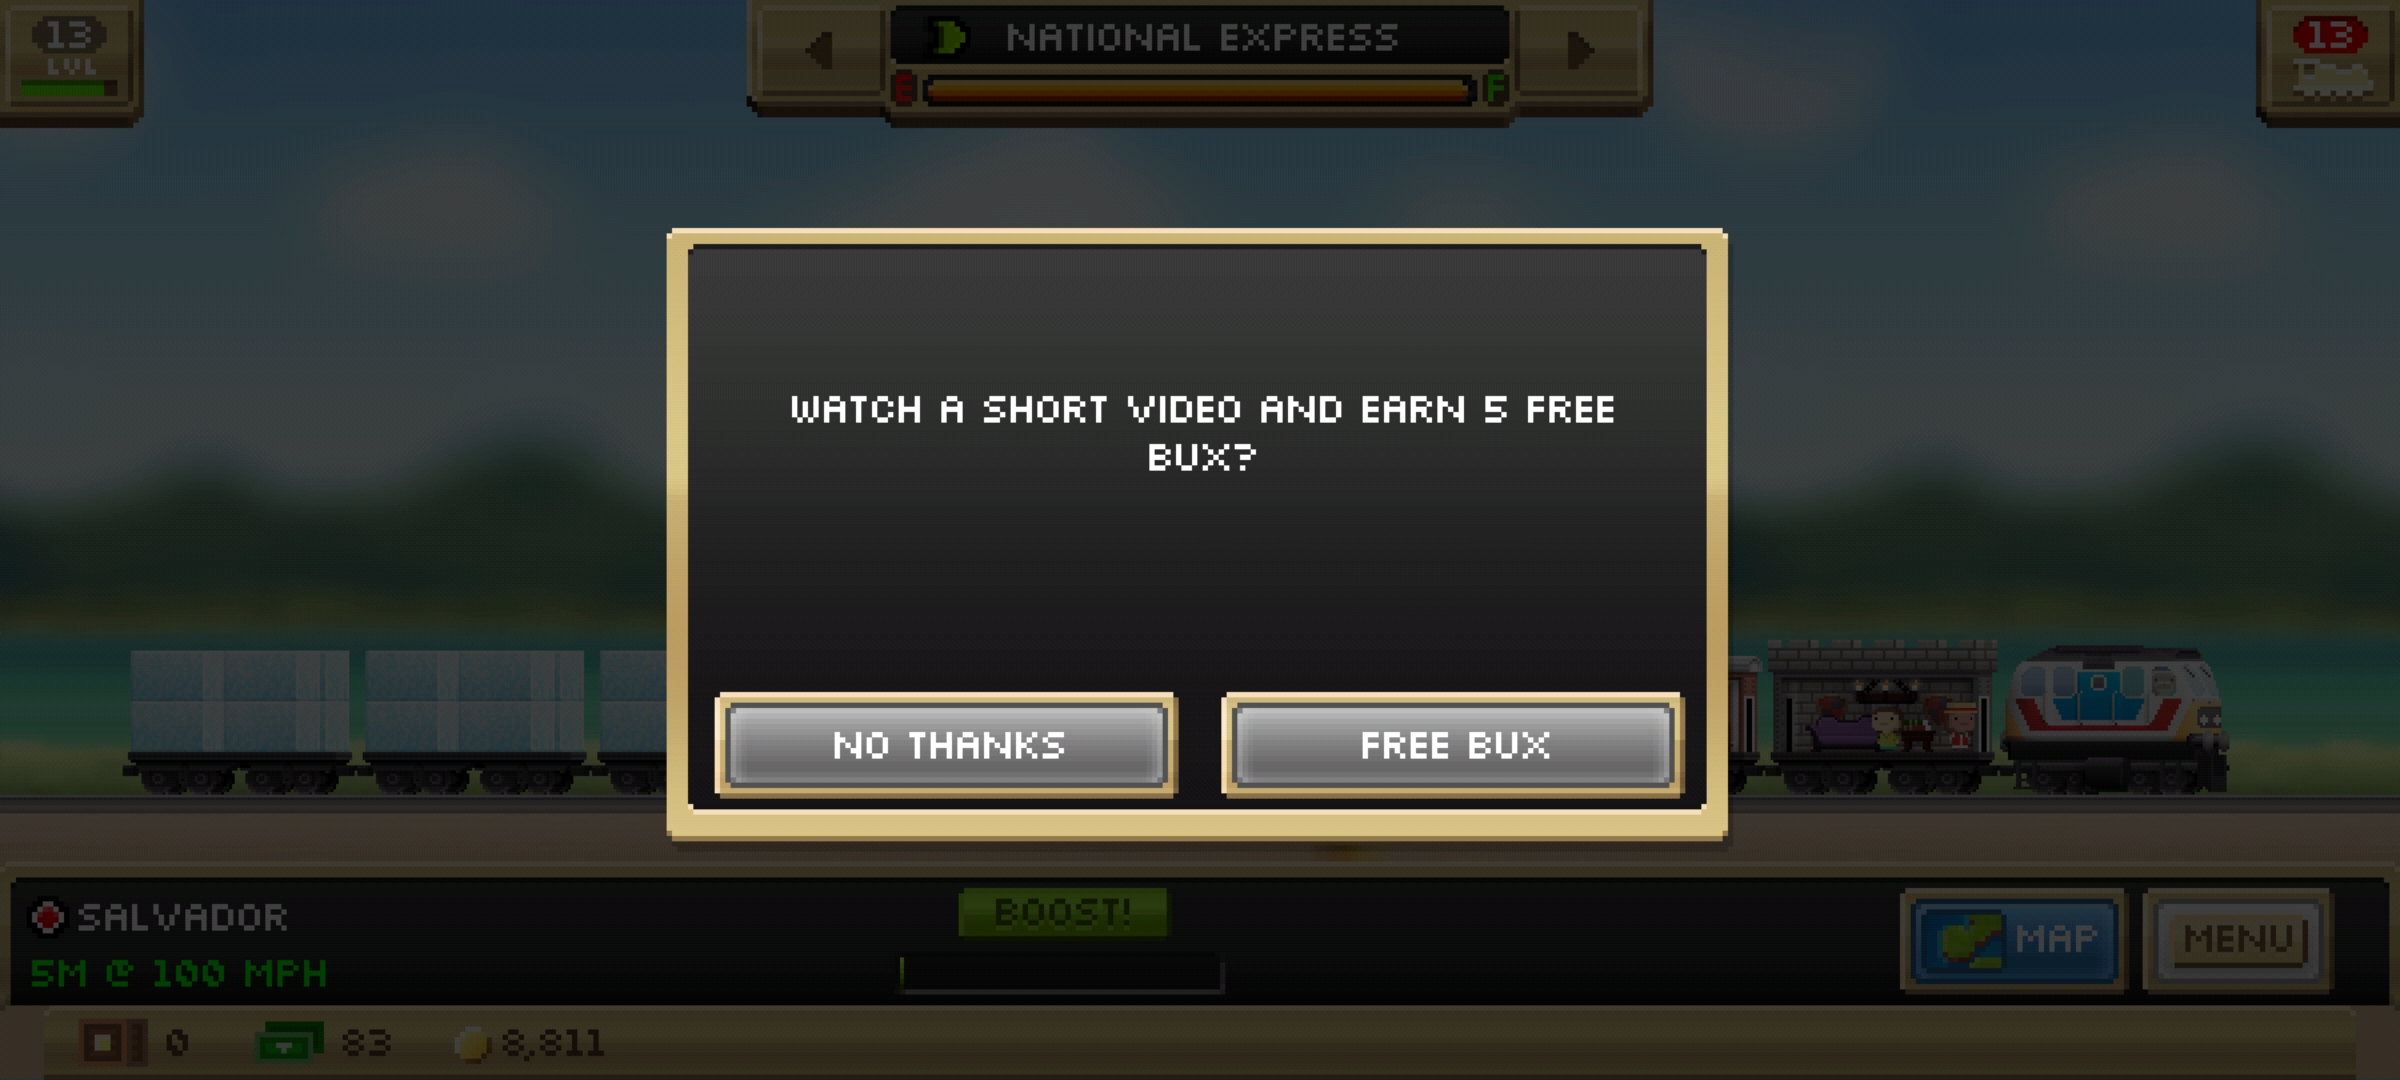 13
LVL
NATIONAL EXPRESS
E F
13
WATCH A SHORT VIDEO AND EARN 5 FREE
BUX?
NO THANKS
FREE BUX
SALVADOR
5M @ 100 MPH
BOOST!
MAP
MENU
0 83 8,811